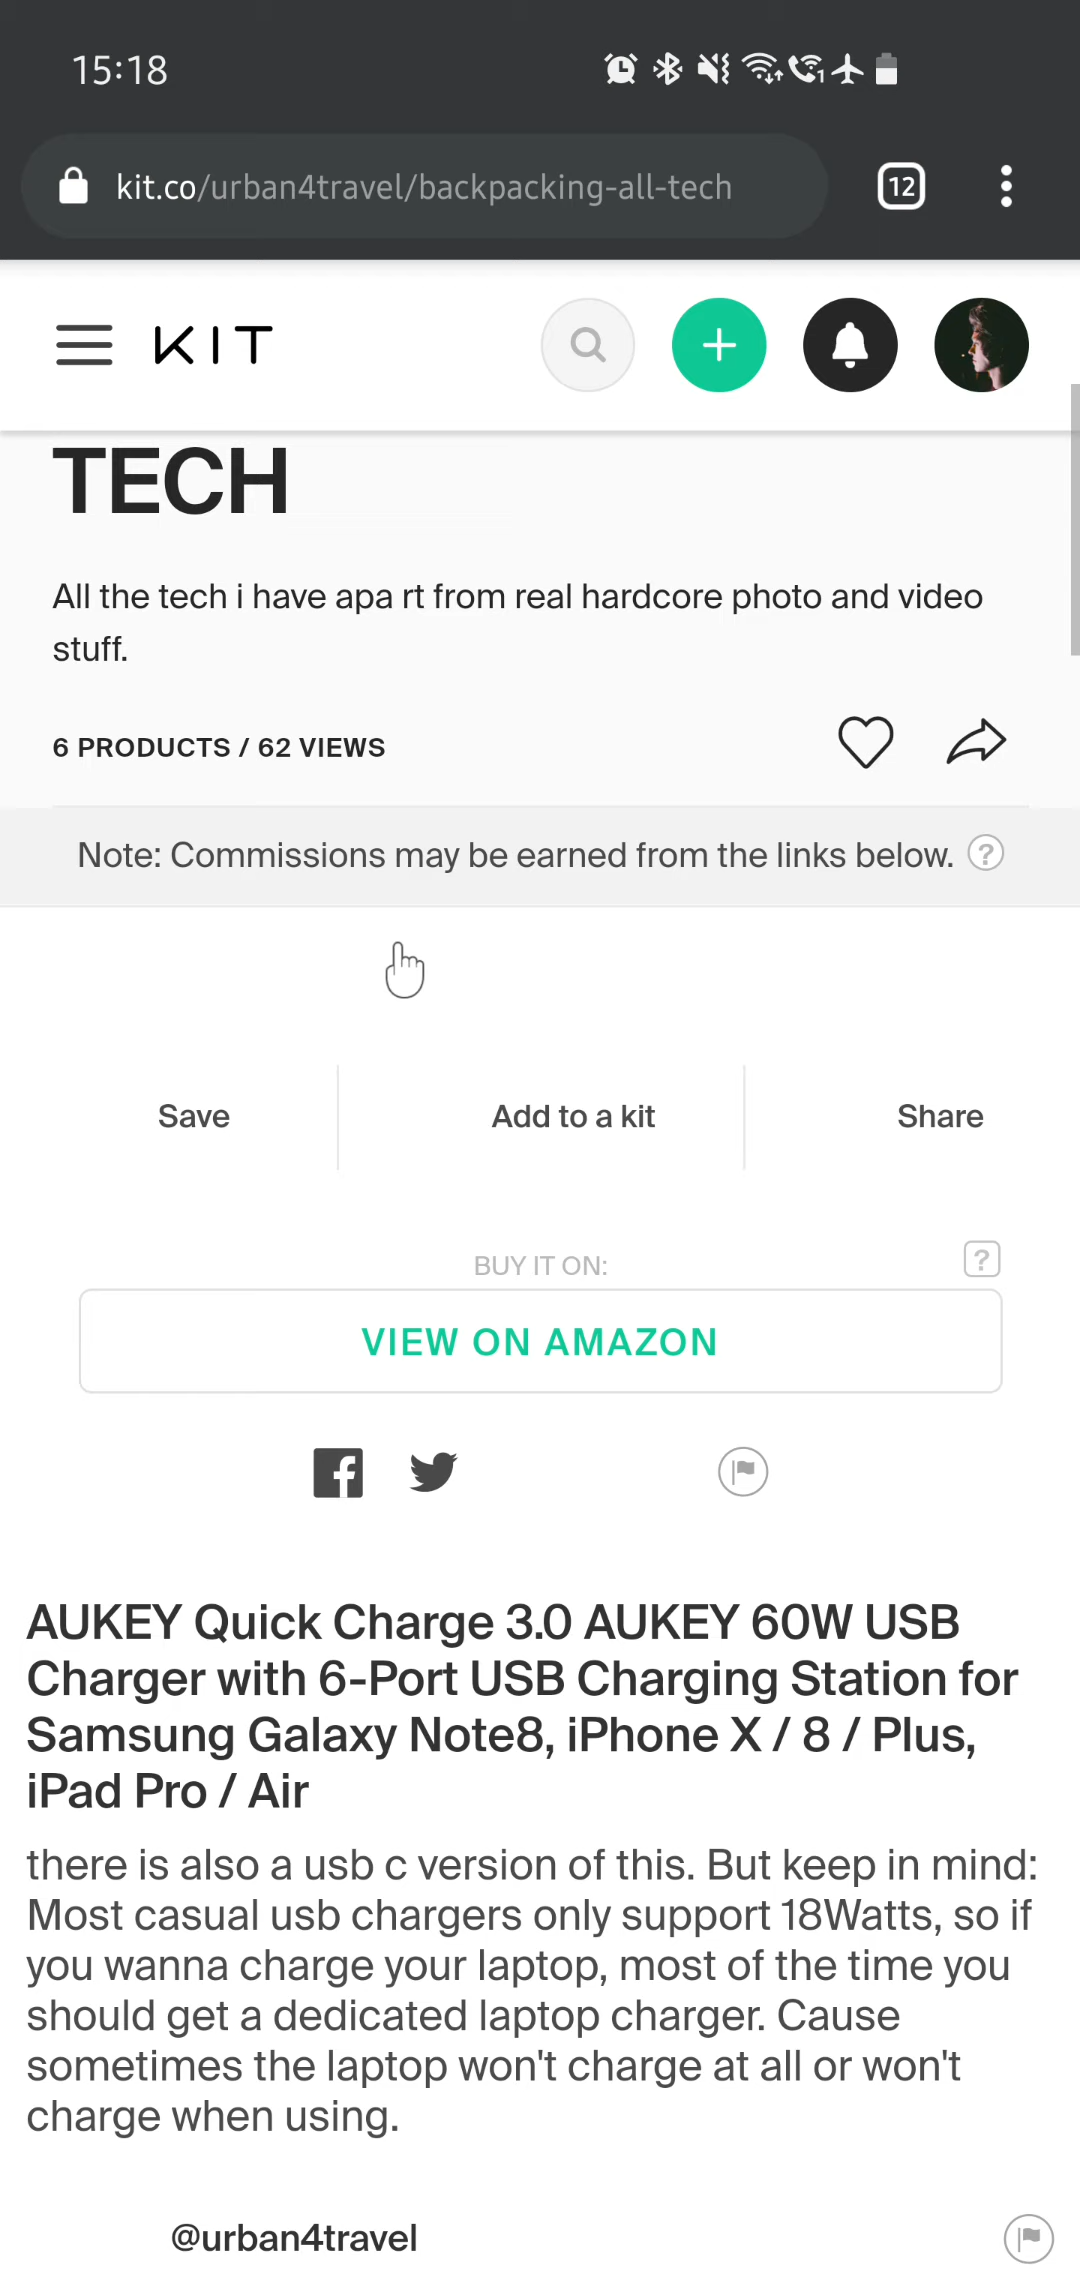 15:18
kit.co/urban4travel/backpacking-all-tech
12
KIT
TECH
All the tech i have apa rt from real hardcore photo and video
stuff.
6 PRODUCTS / 62 VIEWS
Note: Commissions may be earned from the links below. ?
Save
Add to a kit
Share
BUY IT ON:
?
VIEW ON AMAZON
AUKEY Quick Charge 3.0 AUKEY 60W USB
Charger with 6-Port USB Charging Station for
Samsung Galaxy Note8, iPhone X / 8 / Plus,
iPad Pro / Air
there is also a usb c version of this. But keep in mind:
Most casual usb chargers only support 18Watts, so if
you wanna charge your laptop, most of the time you
should get a dedicated laptop charger. Cause
sometimes the laptop won't charge at all or won't
charge when using.
@urban4travel